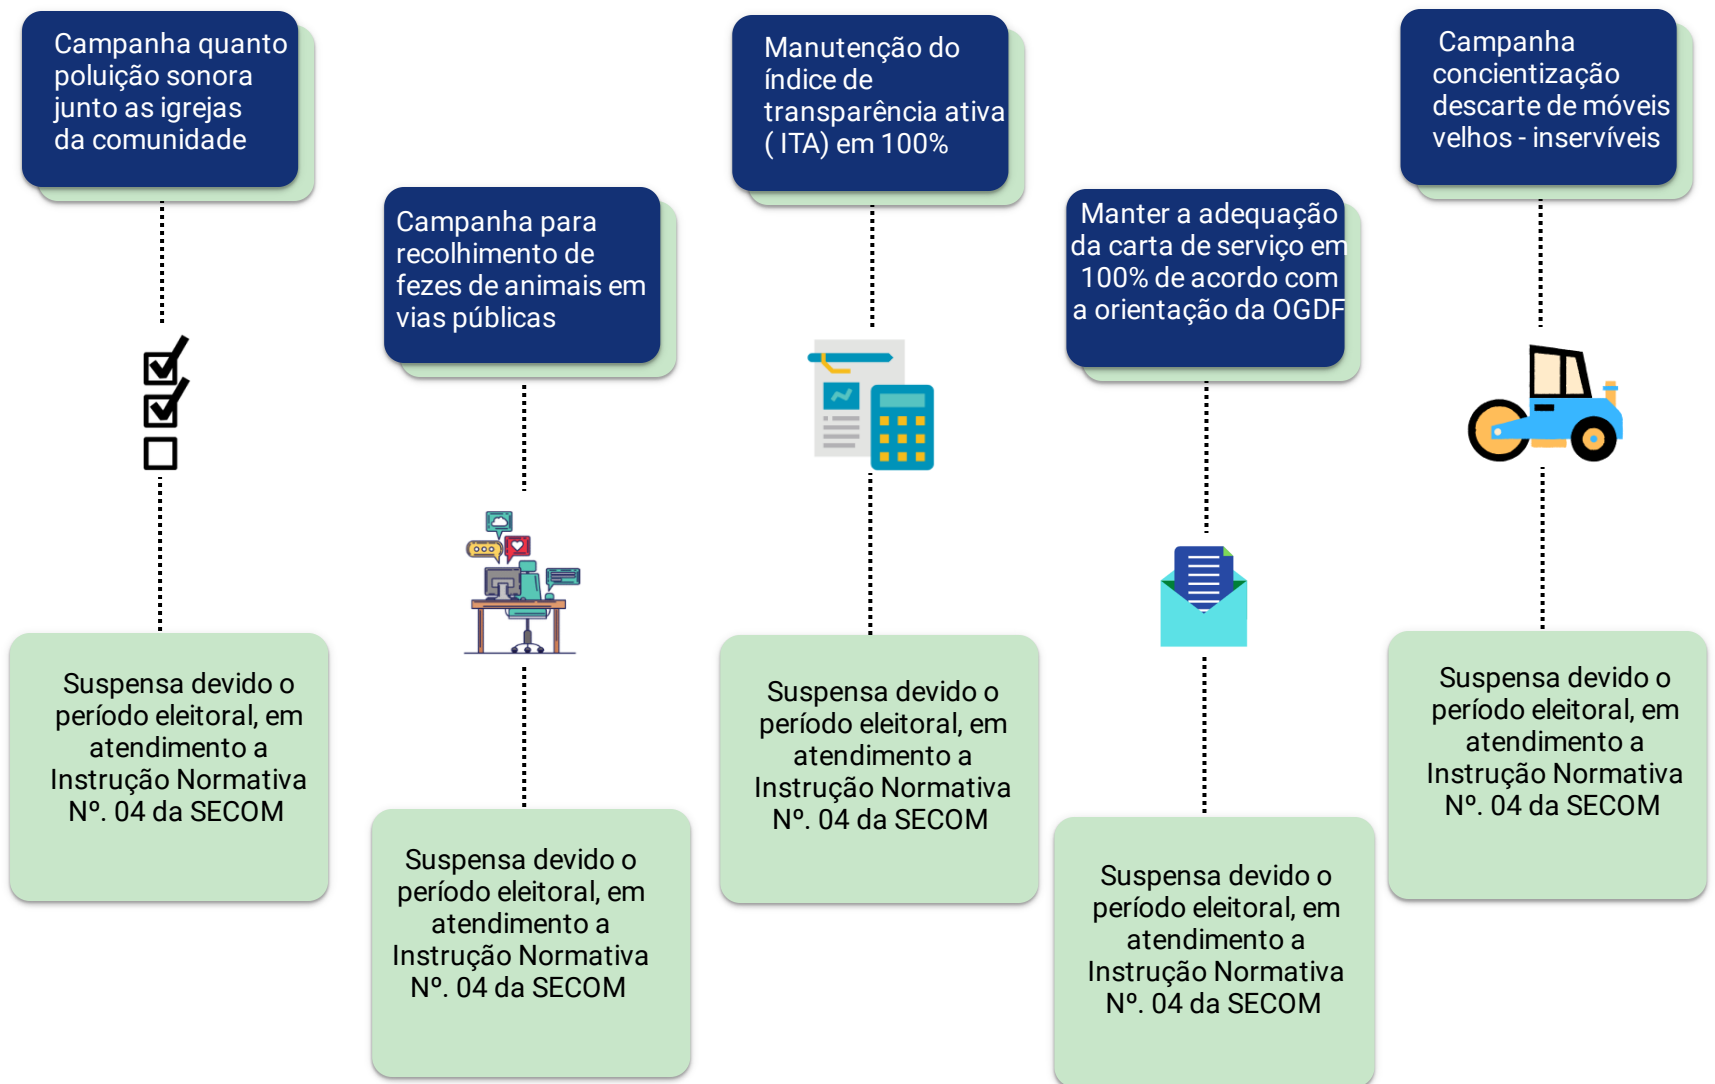 Campanha quanto
poluição sonora
junto as igrejas
da comunidade
Suspensa devido o
período eleitoral, em
atendimento a
Instrução Normativa
Nº. 04 da SECOM
Campanha para
recolhimento de
fezes de animais em
vias públicas
Suspensa devido o
período eleitoral, em
atendimento a
Instrução Normativa
Nº. 04 da SECOM
Manutenção do
índice de
transparência ativa
( ITA) em 100%
Suspensa devido o
período eleitoral, em
atendimento a
Instrução Normativa
Nº. 04 da SECOM
Manter a adequação
da carta de serviço em
100% de acordo com
a orientação da OGDF
Suspensa devido o
período eleitoral, em
atendimento a
Instrução Normativa
Nº. 04 da SECOM
Campanha
concientização
descarte de móveis
velhos - inservíveis
Suspensa devido o
período eleitoral, em
atendimento a
Instrução Normativa
Nº. 04 da SECOM